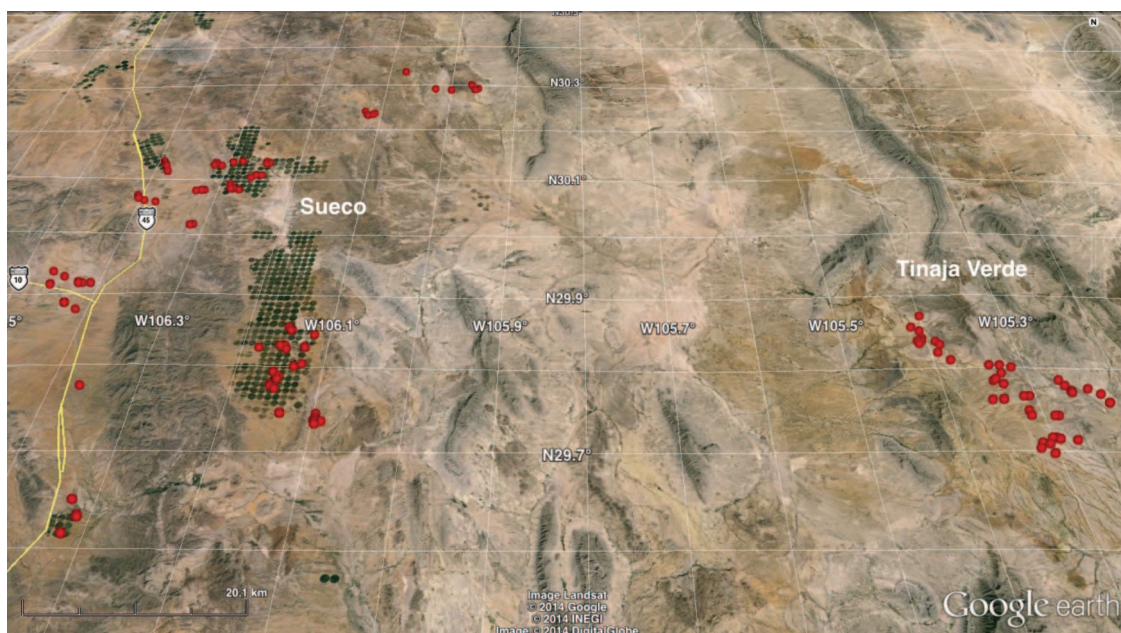 N30.3°
N30.1°
Sueco
45
10
Tinaja Verde
N29.9°
5°
W106.3°
W106.1°
W105.9°
W105.7°
W105.5°
W105.3°
N29.7°
20.1 km
Image Landsat
© 2014 Google
© 2014 INEGI
Image © 2014 DigitalGlobe
Google earth
N